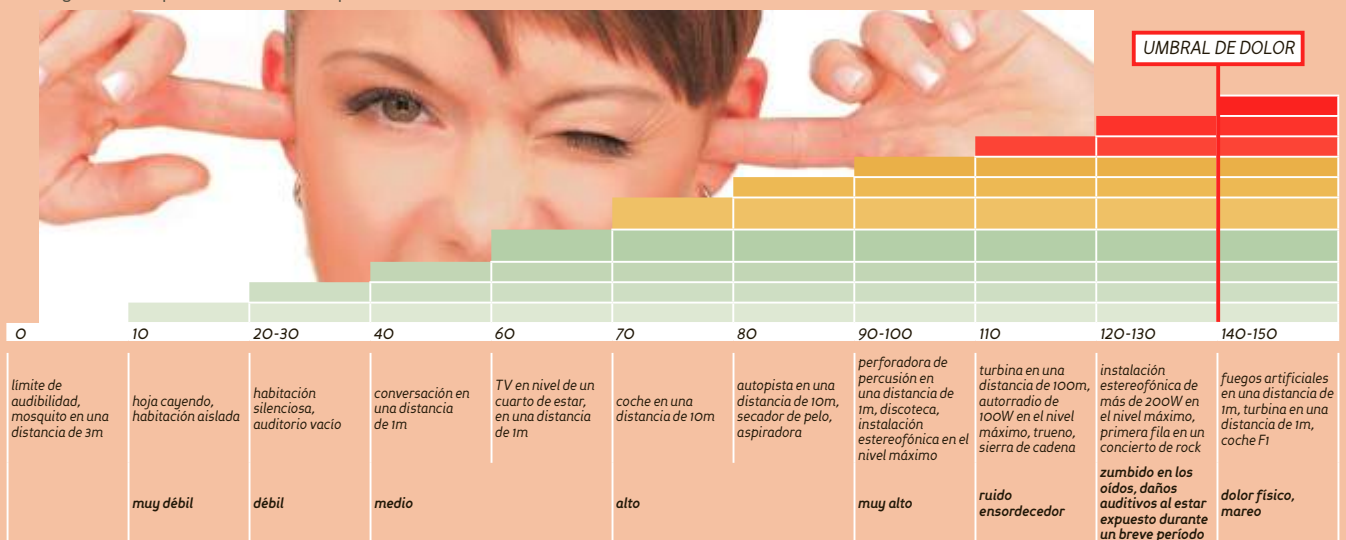 UMBRAL DE DOLOR
0
10
20-30
40
60
70
80
90-100
110
120-130
140-150
límite de
audibilidad,
mosquito en una
distancia de 3m
hoja cayendo,
habitación aislada
habitación
silenciosa,
auditorio vacío
conversación en
una distancia
de 1m
TV en nivel de un
cuarto de estar,
en una distancia
de 1m
coche en una
distancia de 10m
autopista en una
distancia de 10m,
secador de pelo,
aspiradora
perforadora de
percusión en
una distancia de
1m, discoteca,
instalación
estereofónica en el
nivel máximo
turbina en una
distancia de 100m,
autorradio de
100W en el nivel
máximo, trueno,
sierra de cadena
instalación
estereofónica de
más de 200W en
el nivel máximo,
primera fila en un
concierto de rock
fuegos artificiales
en una distancia de
1m, turbina en una
distancia de 1m,
coche F1
muy débil
débil
medio
alto
muy alto
ruido
ensordecedor
zumbido en los
oídos, daños
auditivos al estar
expuesto durante
un breve período
dolor físico,
mareo